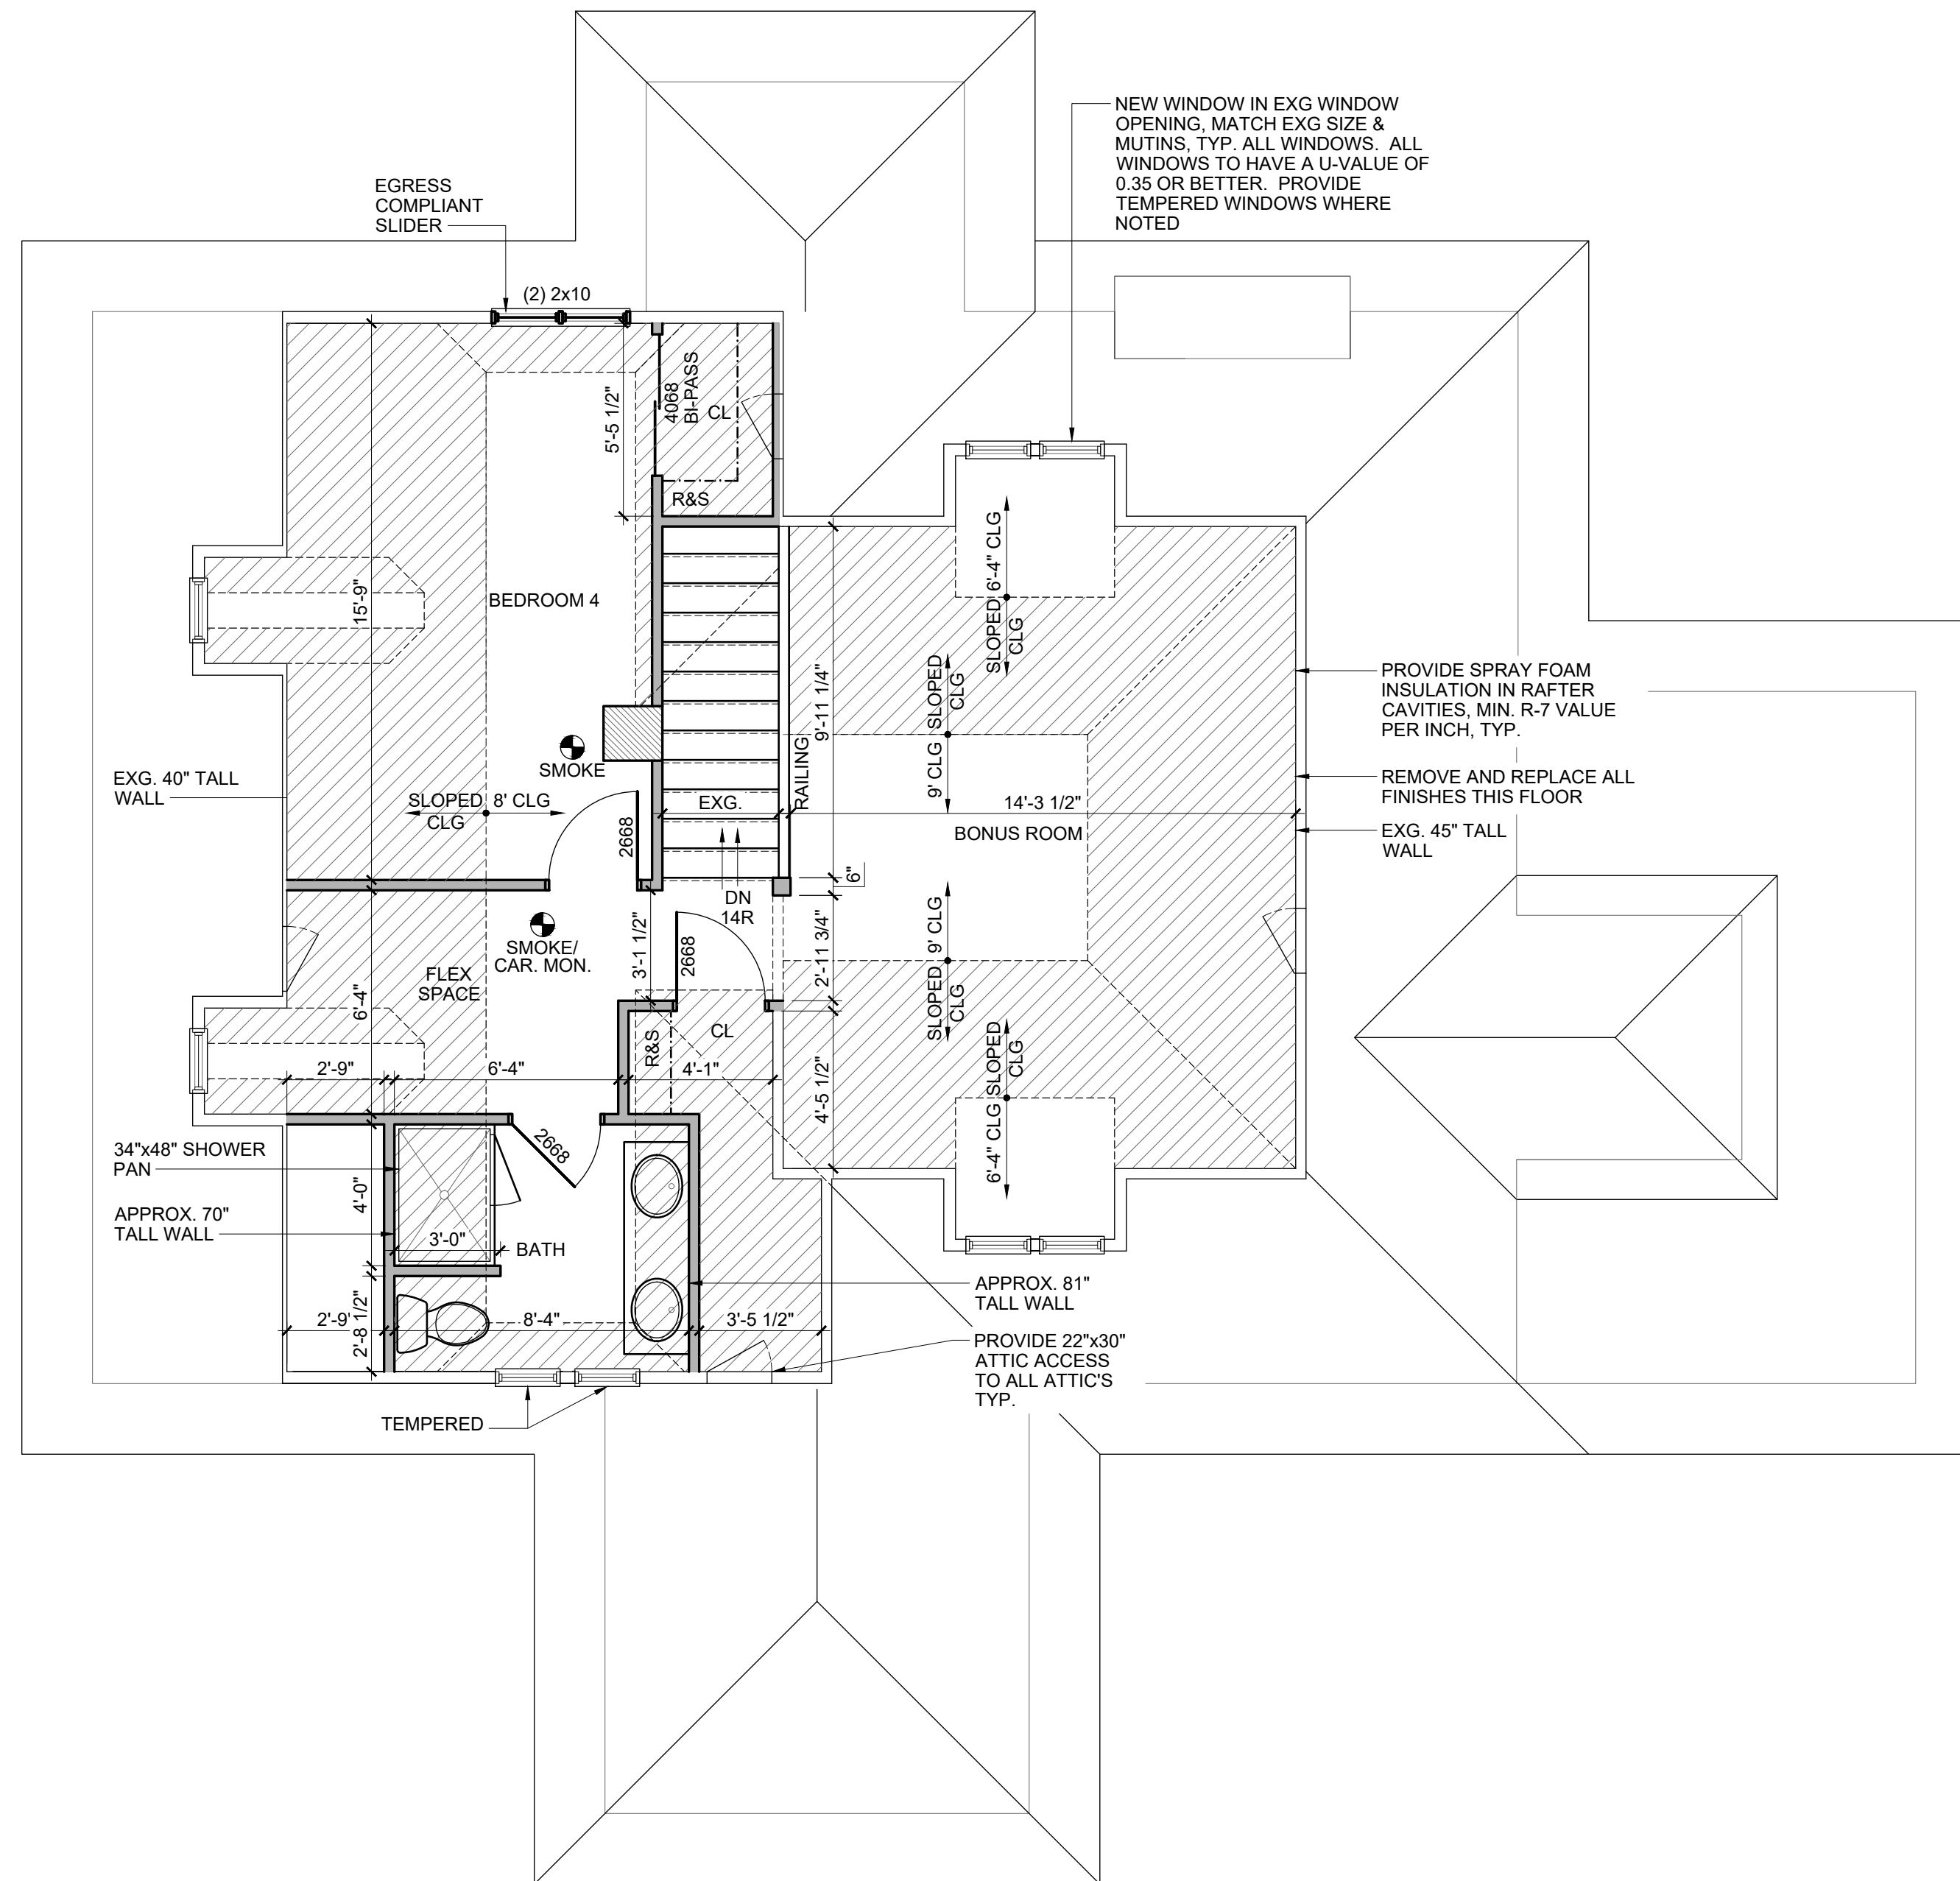 NEW WINDOW IN EXG WINDOW
OPENING, MATCH EXG SIZE &
MUTINS, TYP. ALL WINDOWS.  ALL
WINDOWS TO HAVE A U-VALUE OF
0.35 OR BETTER.  PROVIDE
TEMPERED WINDOWS WHERE
NOTED
EGRESS
COMPLIANT
SLIDER
(2) 2x10
5'-5 1/2"
4068
BI-PASS
CL
R&S
15'-9"
BEDROOM 4
SMOKE
SLOPED
CLG
8' CLG
2668
EXG. 40" TALL
WALL
EXG.
RAILING
9'-11 1/4"
DN
14R
6"
6'-4" CLG
SLOPED
CLG
SLOPED
CLG
9' CLG
14'-3 1/2"
BONUS ROOM
9' CLG
SLOPED
CLG
SLOPED
CLG
6'-4" CLG
PROVIDE SPRAY FOAM
INSULATION IN RAFTER
CAVITIES, MIN. R-7 VALUE
PER INCH, TYP.
REMOVE AND REPLACE ALL
FINISHES THIS FLOOR
EXG. 45" TALL
WALL
SMOKE/
CAR. MON.
FLEX
SPACE
3'-1 1/2"
2668
2'-11 3/4"
6'-4"
R&S
CL
2'-9"
6'-4"
4'-1"
4'-5 1/2"
34"x48" SHOWER
PAN
2668
4'-0"
APPROX. 70"
TALL WALL
3'-0"
BATH
2'-9"
2'-8 1/2"
8'-4"
3'-5 1/2"
APPROX. 81"
TALL WALL
PROVIDE 22"x30"
ATTIC ACCESS
TO ALL ATTIC'S
TYP.
TEMPERED